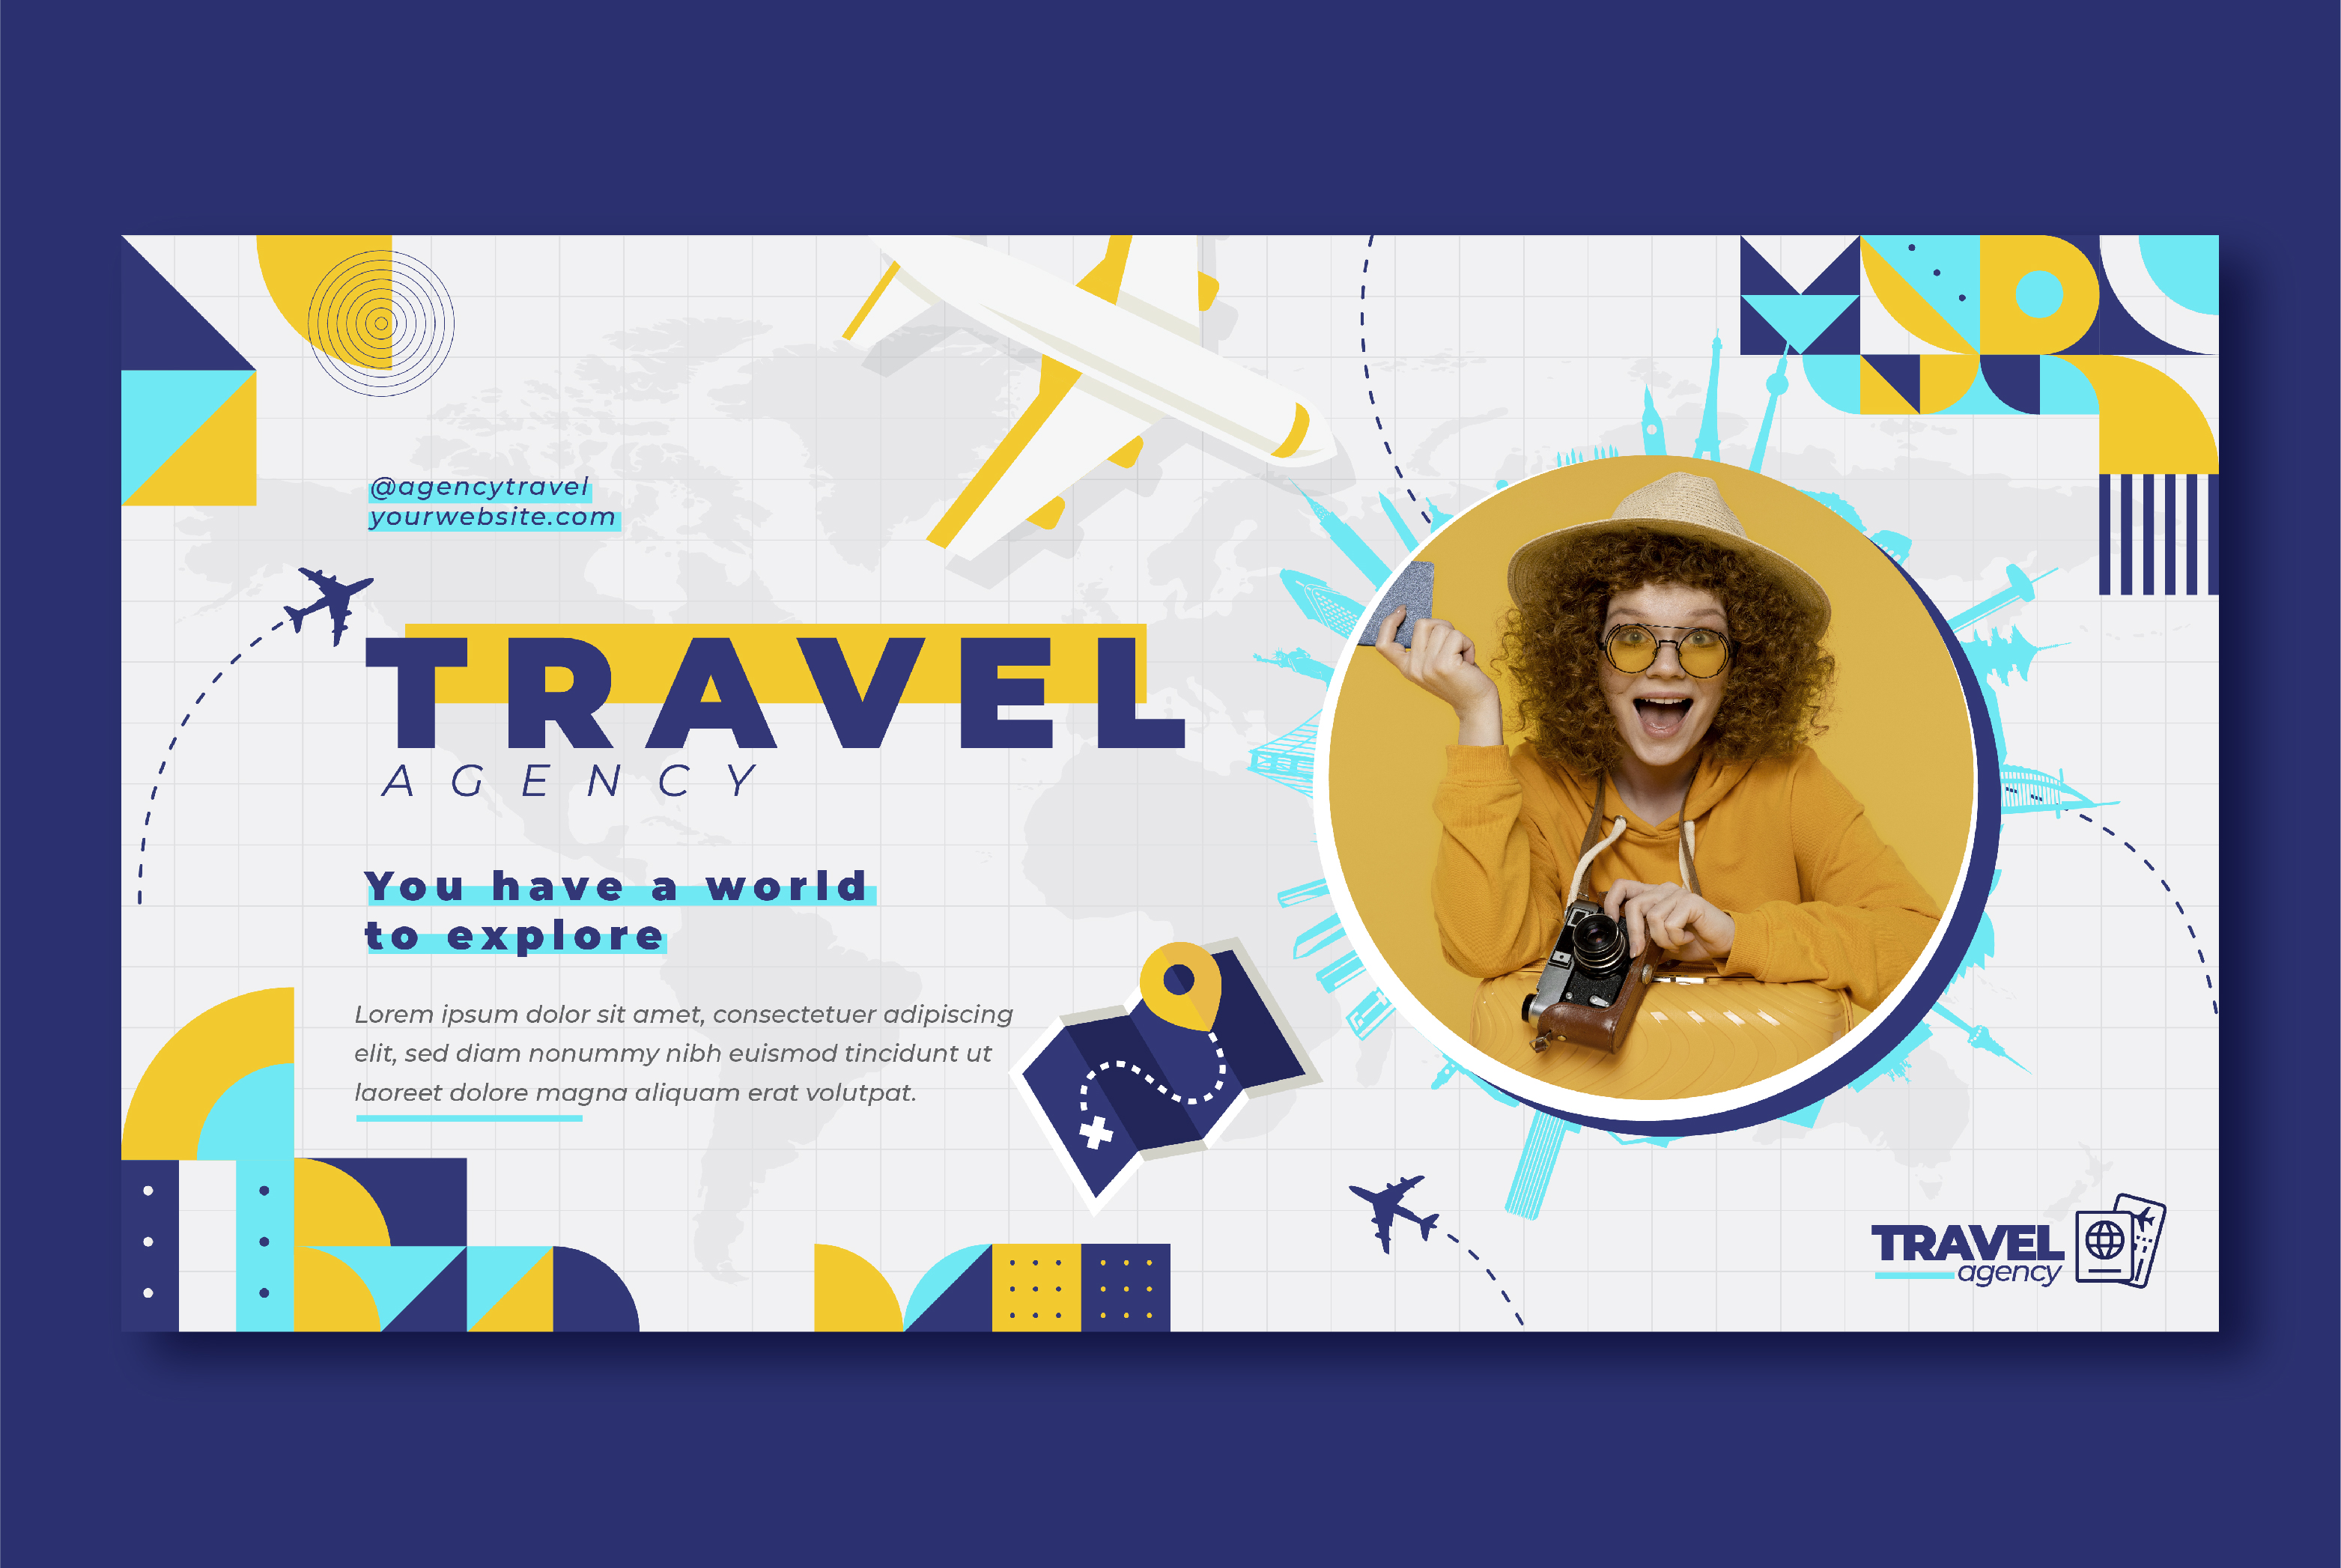 @agencytravel
yourwebsite.com
TRAVEL
AGENCY
You have a world
to explore
Lorem ipsum dolor sit amet, consectetuer adipiscing
elit, sed diam nonummy nibh euismod tincidunt ut
laoreet dolore magna aliquam erat volutpat.
TRAVEL
agency